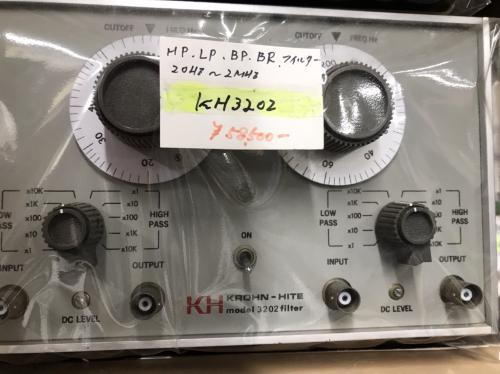 CUTOFF FREQ Hz
CUTOFF FREQ Hz
HP.LP.BP.BR フィルター
20Hz～2MHz
KH3202
¥58,500-
20
200
60
40
20
x10K
x1K
x100
x10
x1
LOW PASS
x1
x10
x100
x1K
x10K
HIGH PASS
x10K
x1K
x100
x10
x1
LOW PASS
x1
x10
x100
x1K
x10K
HIGH PASS
ON
INPUT
OUTPUT
INPUT
OUTPUT
DC LEVEL
KH KROHN-HITE
model 3202 filter
DC LEVEL